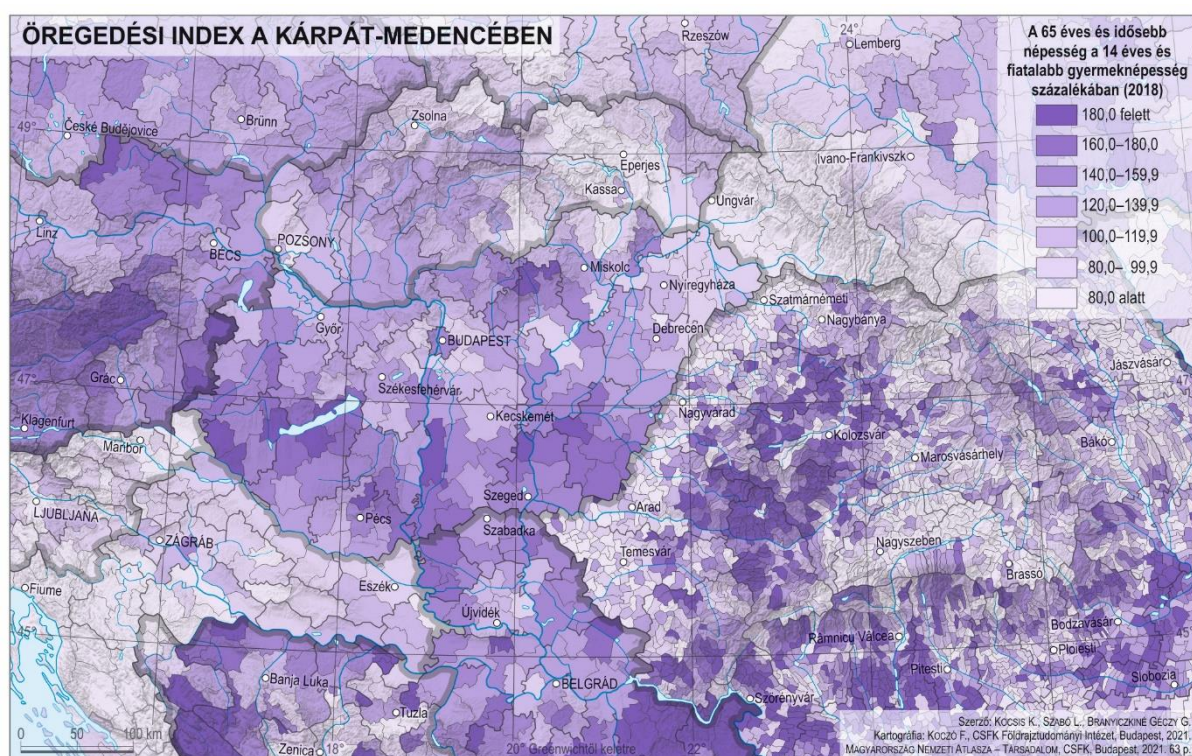 ÖREGEDÉSI INDEX A KÁRPÁT-MEDENCÉBEN
A 65 éves és idősebb
népesség a 14 éves és
fiatalabb gyermeknépesség
százalékában (2018)
180,0 felett
160,0–180,0
140,0–159,9
120,0–139,9
100,0–119,9
80,0– 99,9
80,0 alatt
Rzeszów
24°
Lemberg
49°
České Budějovice
Brünn
Zsolna
Eperjes
Ivano-Frankivszk
Kassa
Ungvár
Linz
BÉCS
POZSONY
Miskolc
Nyíregyháza
Szatmárnémeti
Nagybánya
Győr
BUDAPEST
Debrecen
Jászvásár
47°
Grác
Székesfehérvár
47°
Klagenfurt
Kecskemét
Nagyvárad
Kolozsvár
Bákó
Maribor
Marosvásárhely
LJUBLJANA
Pécs
Szeged
Arad
Szabadka
ZÁGRÁB
Temesvár
Nagyszeben
Brassó
Fiume
Eszék
Újvidék
45°
Râmnicu Vâlcea
Bodzavásár
45°
Ploiești
Banja Luka
BELGRÁD
Pitești
Slobozia
Tuzla
Szörényvár
Zenica
0 50 100 km
18°
20° Greenwichtől keletre
22°
Szerző: KOCSIS K., SZABÓ L., BRANYICZKINÉ GÉCZY G.
Kartográfia: KOCZÓ F., CSFK Földrajztudományi Intézet, Budapest, 2021.
MAGYARORSZÁG NEMZETI ATLASZA – TÁRSADALOM, CSFK, Budapest, 2021. 63.p.